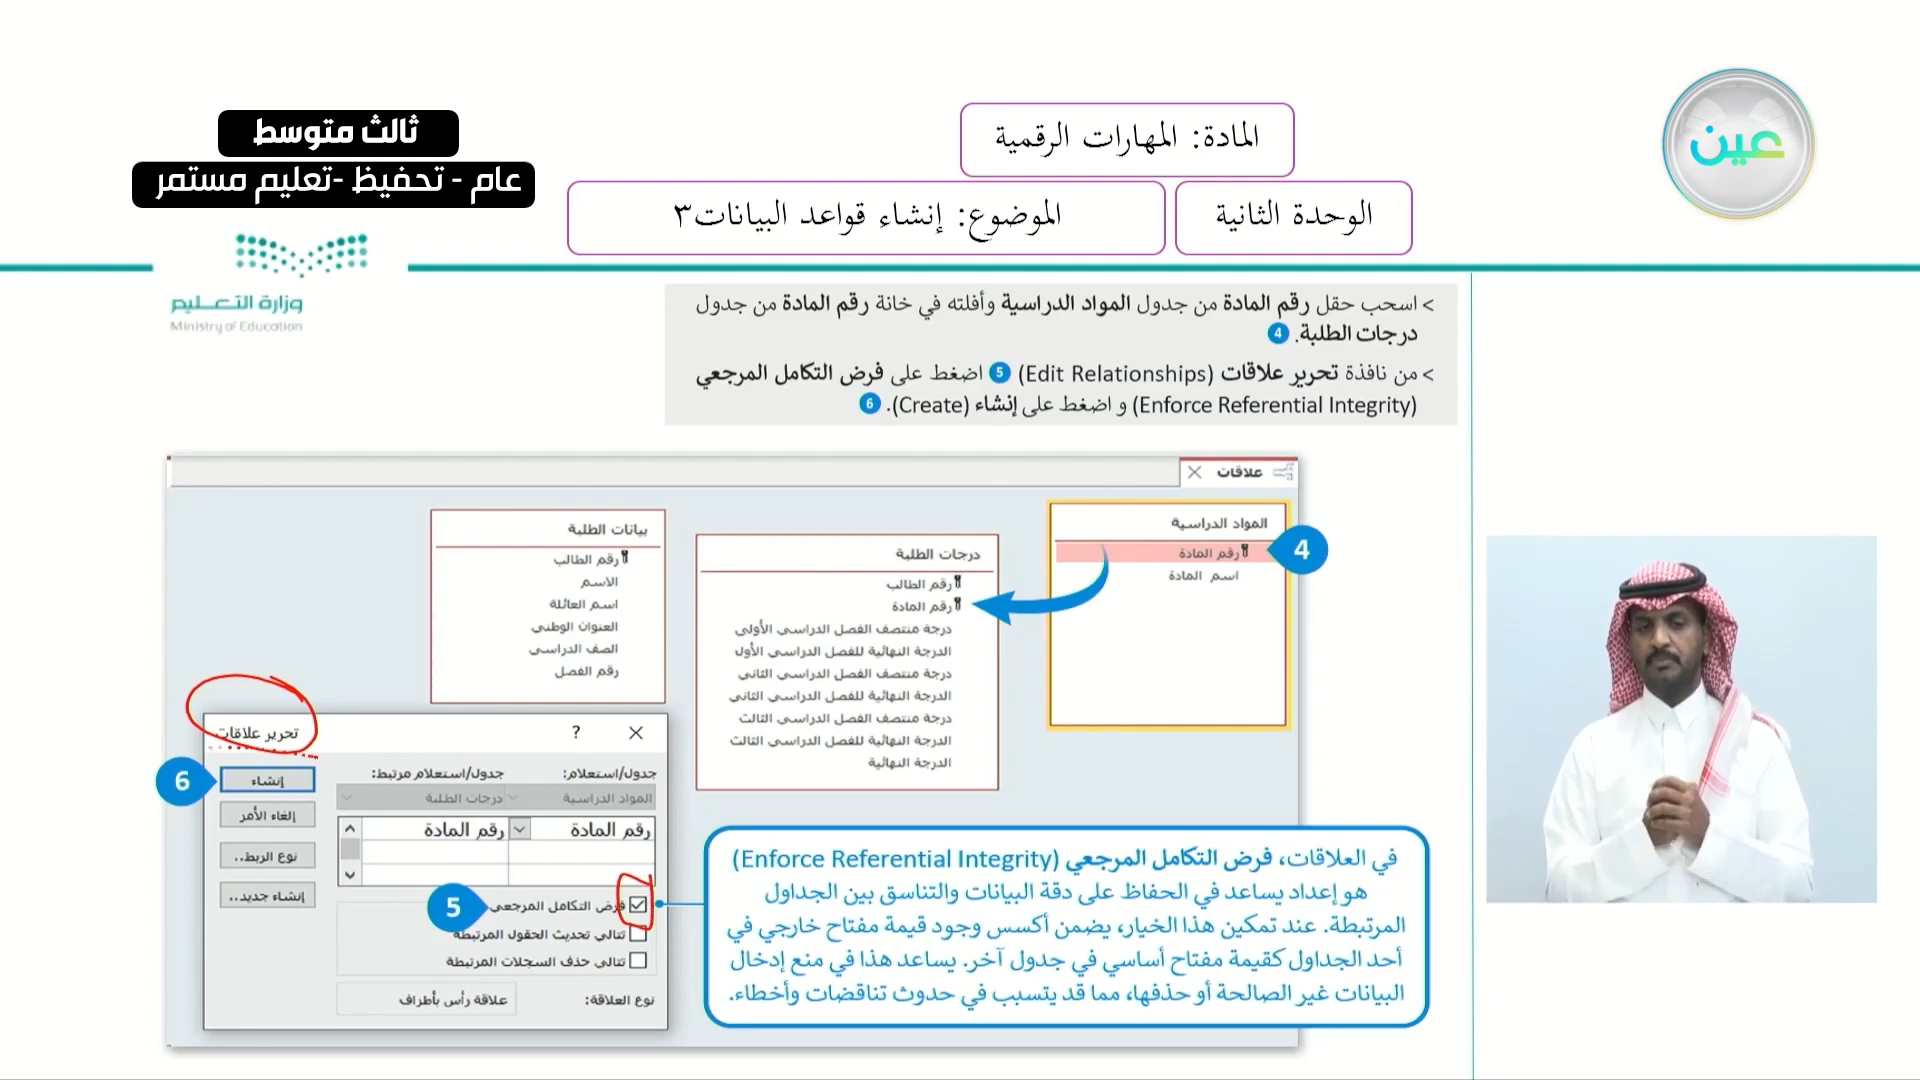 عين
المادة: المهارات الرقمية
الوحدة الثانية
الموضوع: إنشاء قواعد البيانات٣
ثالث متوسط
عام - تحفيظ -تعليم مستمر
وزارة التعـــليم
Ministry of Education
> اسحب حقل رقم المادة من جدول المواد الدراسية وأفلته في خانة رقم المادة من جدول
درجات الطلبة. 4
> من نافذة تحرير علاقات (Edit Relationships) 5 اضغط على فرض التكامل المرجعي
(Enforce Referential Integrity) و اضغط على إنشاء (Create). 6
علاقات
المواد الدراسية
رقم المادة
اسم المادة
4
درجات الطلبة
رقم الطالب
رقم المادة
درجة منتصف الفصل الدراسي الأولى
الدرجة النهائية للفصل الدراسي الأول
درجة منتصف الفصل الدراسي الثاني
الدرجة النهائية للفصل الدراسي الثاني
درجة منتصف الفصل الدراسي الثالث
الدرجة النهائية للفصل الدراسي الثالث
الدرجة النهائية
بيانات الطلبة
رقم الطالب
الاسم
اسم العائلة
العنوان الوطني
الصف الدراسي
رقم الفصل
تحرير علاقات
?
جدول/استعلام: جدول/استعلام مرتبط:
المواد الدراسية درجات الطلبة
رقم المادة رقم المادة
فرض التكامل المرجعي
5
تتالي تحديث الحقول المرتبطة
تتالي حذف السجلات المرتبطة
نوع العلاقة: علاقة رأس بأطراف
إنشاء
6
إلغاء الأمر
نوع الربط..
إنشاء جديد..
في العلاقات، فرض التكامل المرجعي (Enforce Referential Integrity)
هو إعداد يساعد في الحفاظ على دقة البيانات والتناسق بين الجداول
المرتبطة. عند تمكين هذا الخيار، يضمن أكسس وجود قيمة مفتاح خارجي في
أحد الجداول كقيمة مفتاح أساسي في جدول آخر. يساعد هذا في منع إدخال
البيانات غير الصالحة أو حذفها، مما قد يتسبب في حدوث تناقضات وأخطاء.